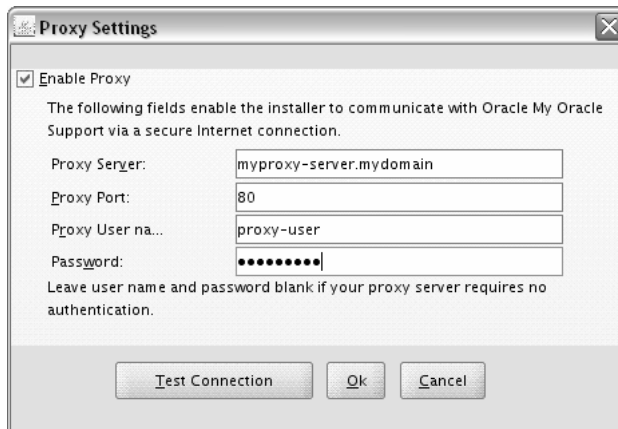 Proxy Settings
Enable Proxy
The following fields enable the installer to communicate with Oracle My Oracle
Support via a secure Internet connection.
Proxy Server: myproxy-server.mydomain
Proxy Port: 80
Proxy User na... proxy-user
Password: •••••••••
Leave user name and password blank if your proxy server requires no
authentication.
Test Connection Ok Cancel